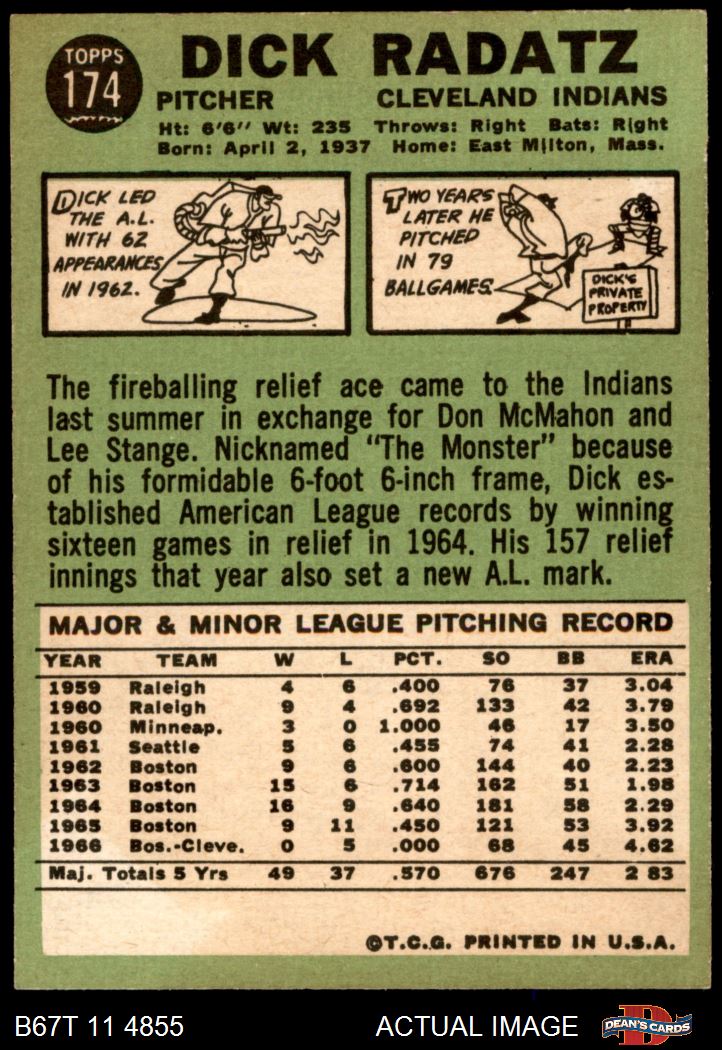 TOPPS
174
DICK RADATZ
PITCHER CLEVELAND INDIANS
Ht: 6'6" Wt: 235 Throws: Right Bats: Right
Born: April 2, 1937 Home: East Milton, Mass.
DICK LED
THE A.L.
WITH 62
APPEARANCES
IN 1962.
TWO YEARS
LATER HE
PITCHED
IN 79
BALLGAMES.
DICK'S
PRIVATE
PROPERTY
The fireballing relief ace came to the Indians
last summer in exchange for Don McMahon and
Lee Stange. Nicknamed "The Monster" because
of his formidable 6-foot 6-inch frame, Dick es-
tablished American League records by winning
sixteen games in relief in 1964. His 157 relief
innings that year also set a new A.L. mark.
MAJOR & MINOR LEAGUE PITCHING RECORD
YEAR TEAM W L PCT. SO BB ERA
1959 Raleigh 4 6 .400 76 37 3.04
1960 Raleigh 9 4 .692 133 42 3.79
1960 Minneap. 3 0 1.000 46 17 3.50
1961 Seattle 5 6 .455 74 41 2.28
1962 Boston 9 6 .600 144 40 2.23
1963 Boston 15 6 .714 162 51 1.98
1964 Boston 16 9 .640 181 58 2.29
1965 Boston 9 11 .450 121 53 3.92
1966 Bos.-Cleve. 0 5 .000 68 45 4.62
Maj. Totals 5 Yrs 49 37 .570 676 247 2 83
©T.C.G. PRINTED IN U.S.A.
B67T 11 4855 ACTUAL IMAGE DEAN'S CARDS